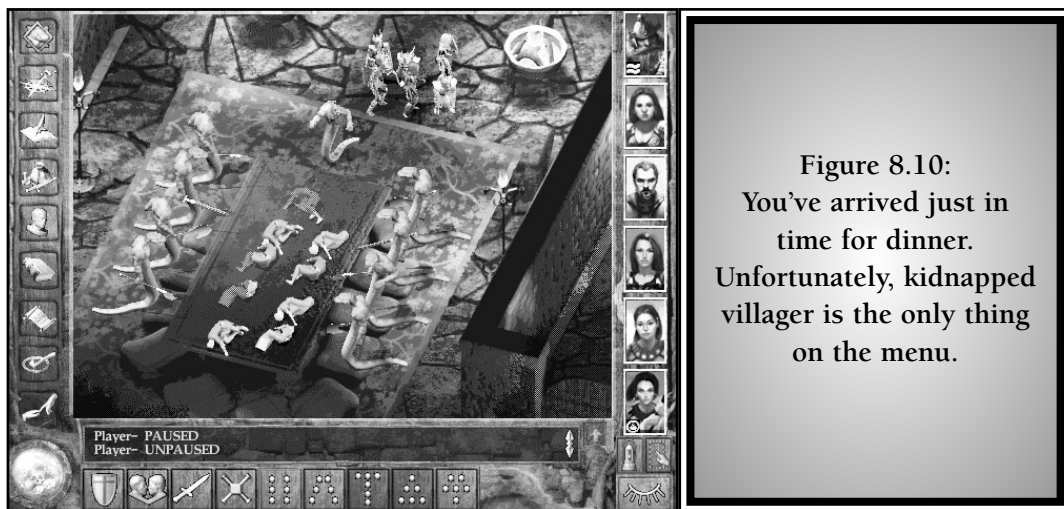 Player- PAUSED
Player- UNPAUSED
Figure 8.10:
You’ve arrived just in
time for dinner.
Unfortunately, kidnapped
villager is the only thing
on the menu.